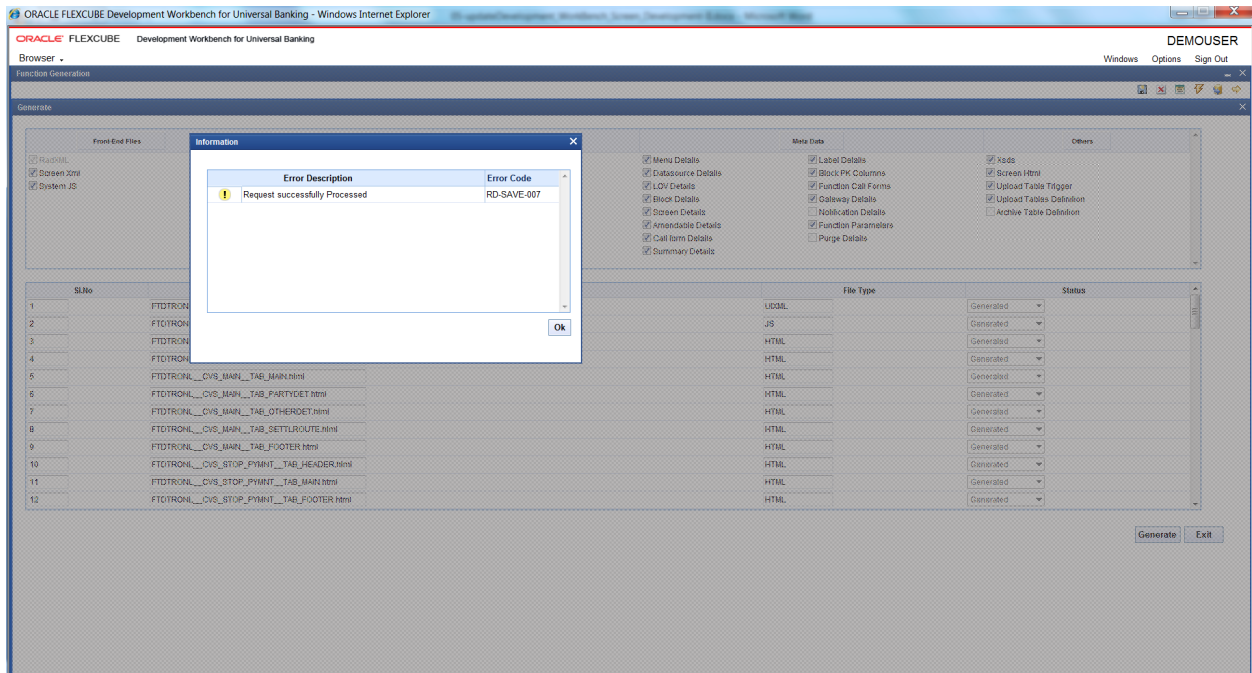 ORACLE FLEXCUBE Development Workbench for Universal Banking - Windows Internet Explorer
ORACLE' FLEXCUBE Development Workbench for Universal Banking DEMOUSER
Browser Windows Options Sign Out
Function Generation
Generate
Front-End Files Meta Data Others
RadXML Menu Details Label Details Xsds
Screen Xml Datasource Details Block PK Columns Screen Html
System JS LOV Details Function Call Forms Upload Table Trigger
Block Details Gateway Details Upload Tables Definition
Screen Details Notification Details Archive Table Definition
Amendable Details Function Parameters
Call form Details Purge Details
Summary Details
Information
Error Description Error Code
Request successfully Processed RD-SAVE-007
Ok
Sl.No File Type Status
1 FTDTRON UIXML Generated
2 FTDTRON JS Generated
3 FTDTRON HTML Generated
4 FTDTRON HTML Generated
5 FTDTRONL__CVS_MAIN__TAB_MAIN.html HTML Generated
6 FTDTRONL__CVS_MAIN__TAB_PARTYDET.html HTML Generated
7 FTDTRONL__CVS_MAIN__TAB_OTHERDET.html HTML Generated
8 FTDTRONL__CVS_MAIN__TAB_SETTLROUTE.html HTML Generated
9 FTDTRONL__CVS_MAIN__TAB_FOOTER.html HTML Generated
10 FTDTRONL__CVS_STOP_PYMNT__TAB_HEADER.html HTML Generated
11 FTDTRONL__CVS_STOP_PYMNT__TAB_MAIN.html HTML Generated
12 FTDTRONL__CVS_STOP_PYMNT__TAB_FOOTER.html HTML Generated
Generate Exit